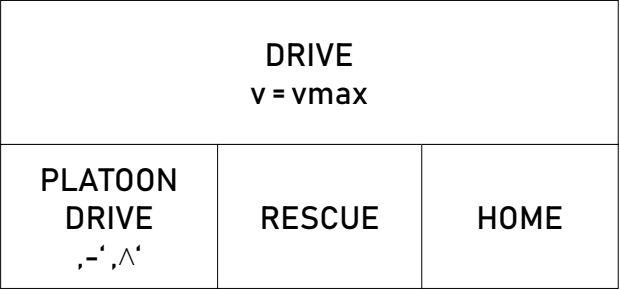 DRIVE
v = vmax
PLATOON
DRIVE
‚-‘ ‚∧‘
RESCUE
HOME